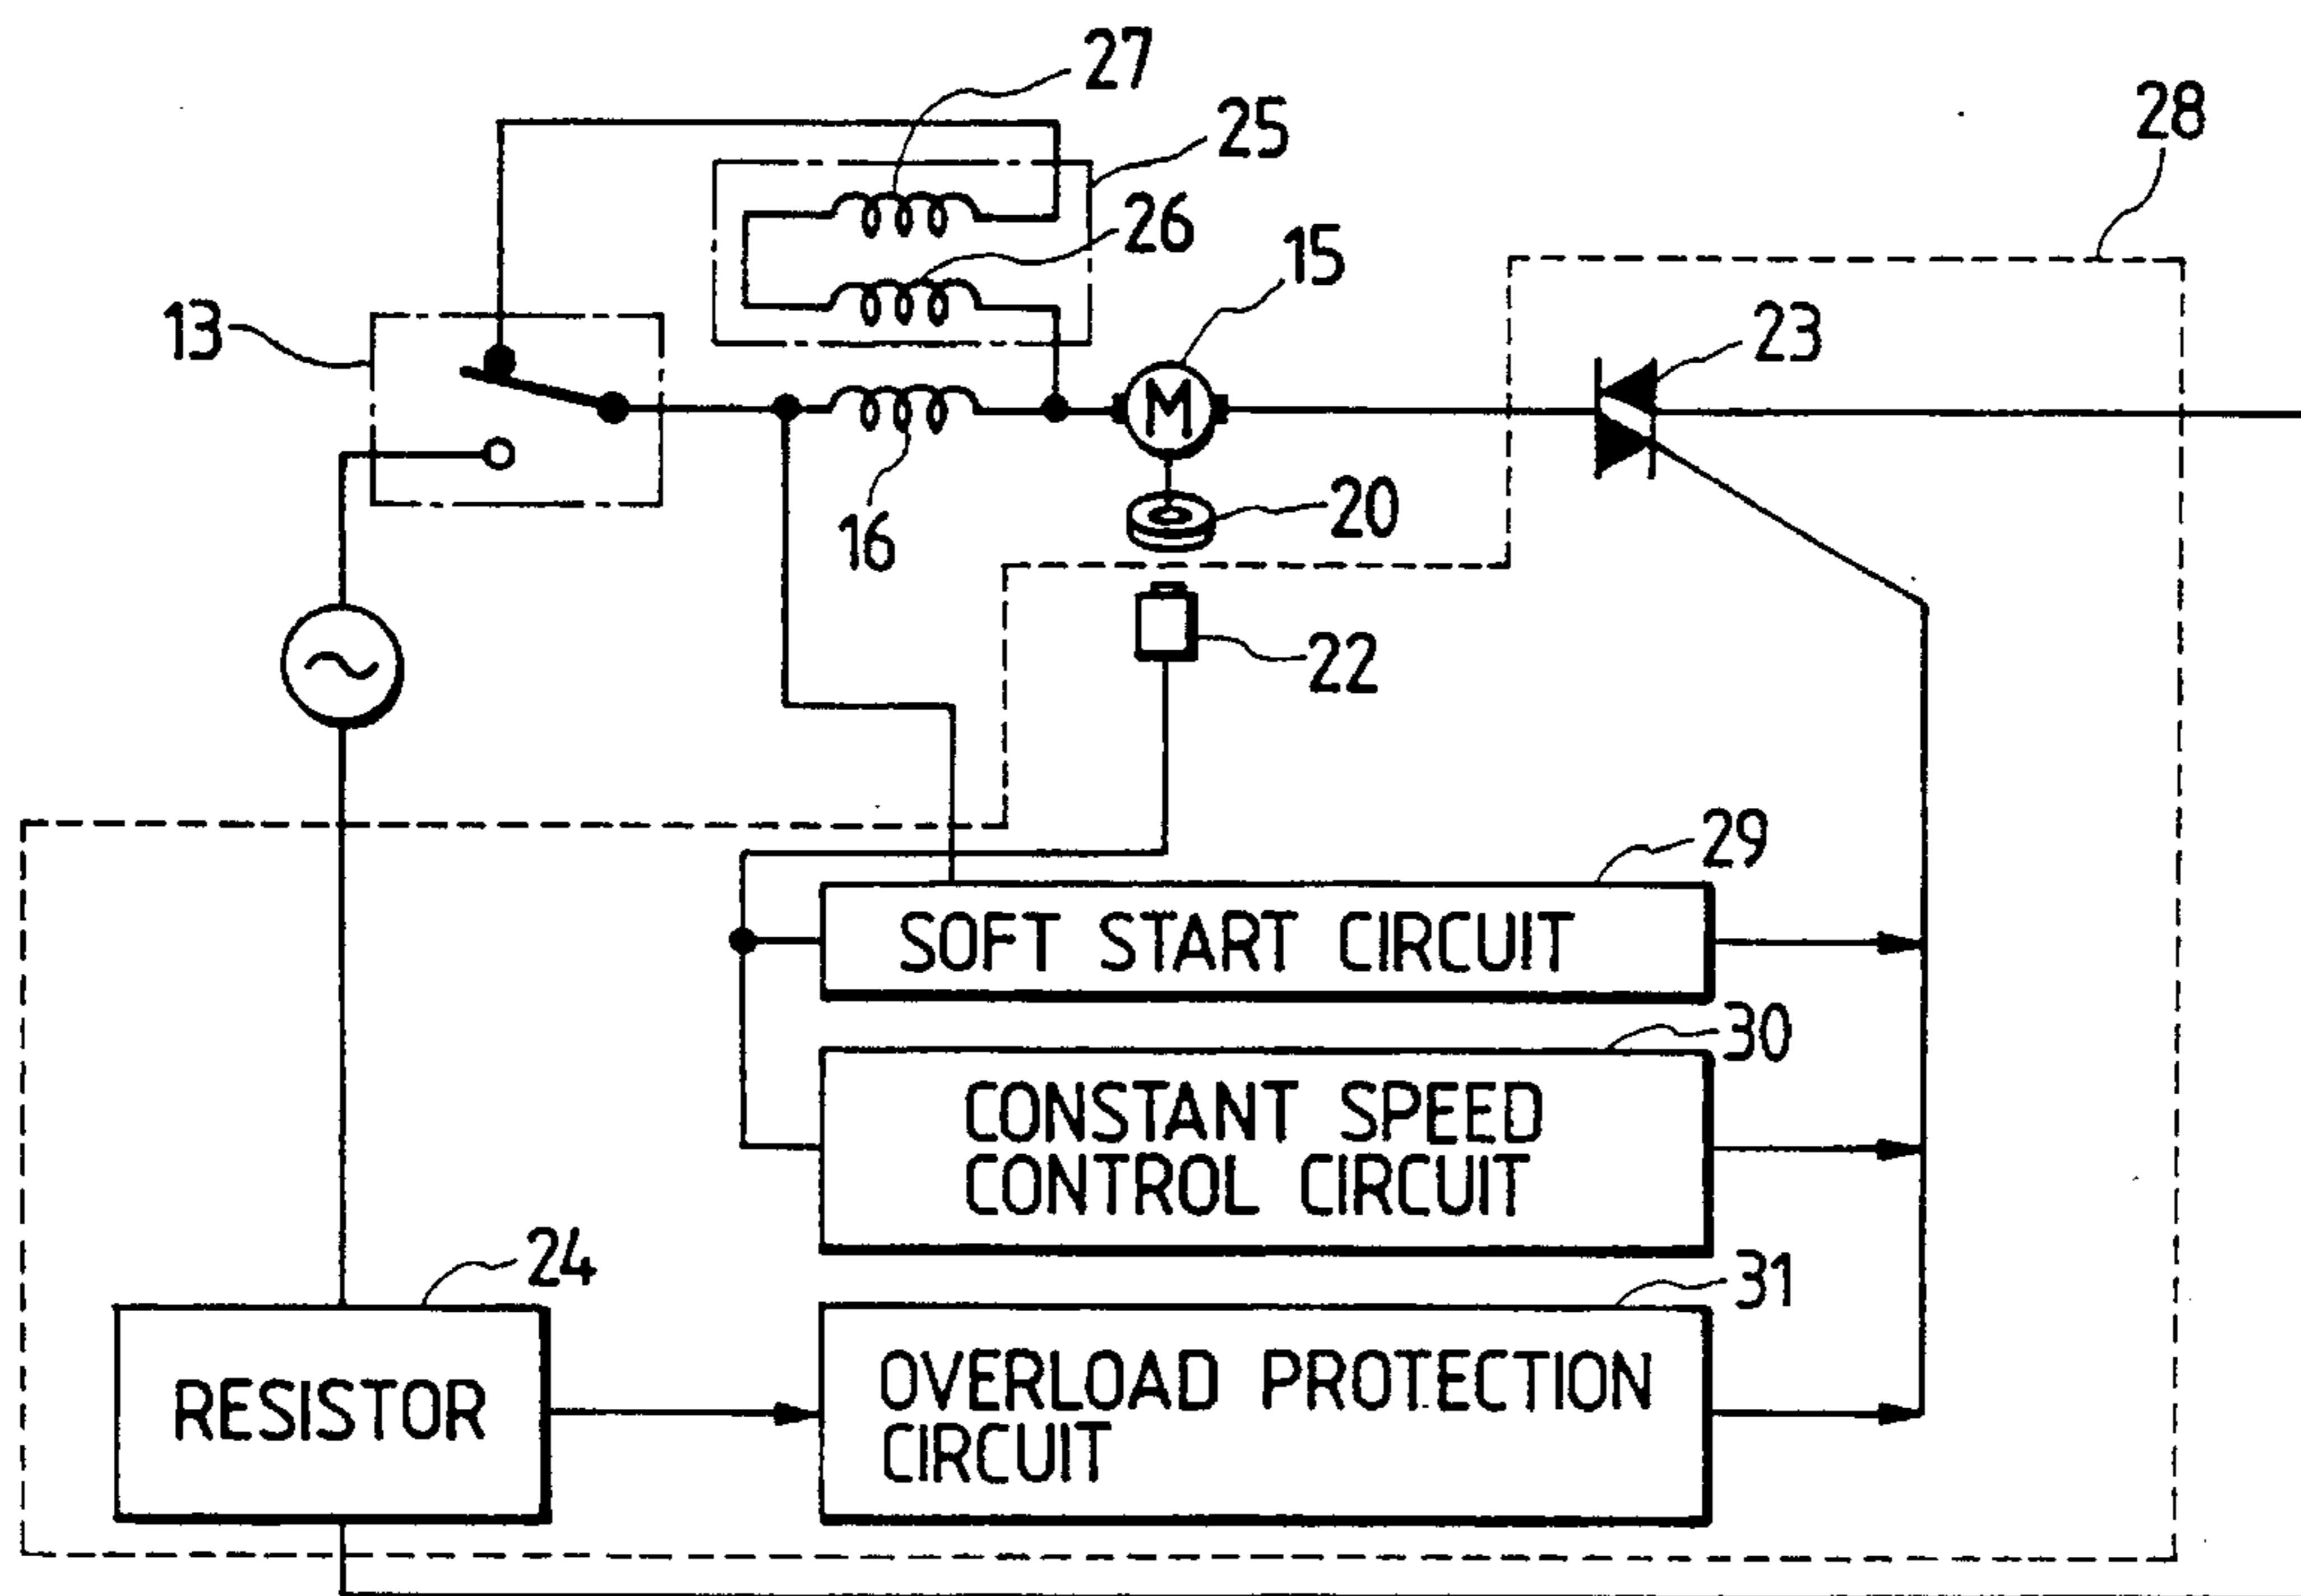 27
25
28
26
15
13
23
M
16
20
22
29
SOFT START CIRCUIT
30
CONSTANT SPEED
CONTROL CIRCUIT
24
31
RESISTOR
OVERLOAD PROTECTION
CIRCUIT